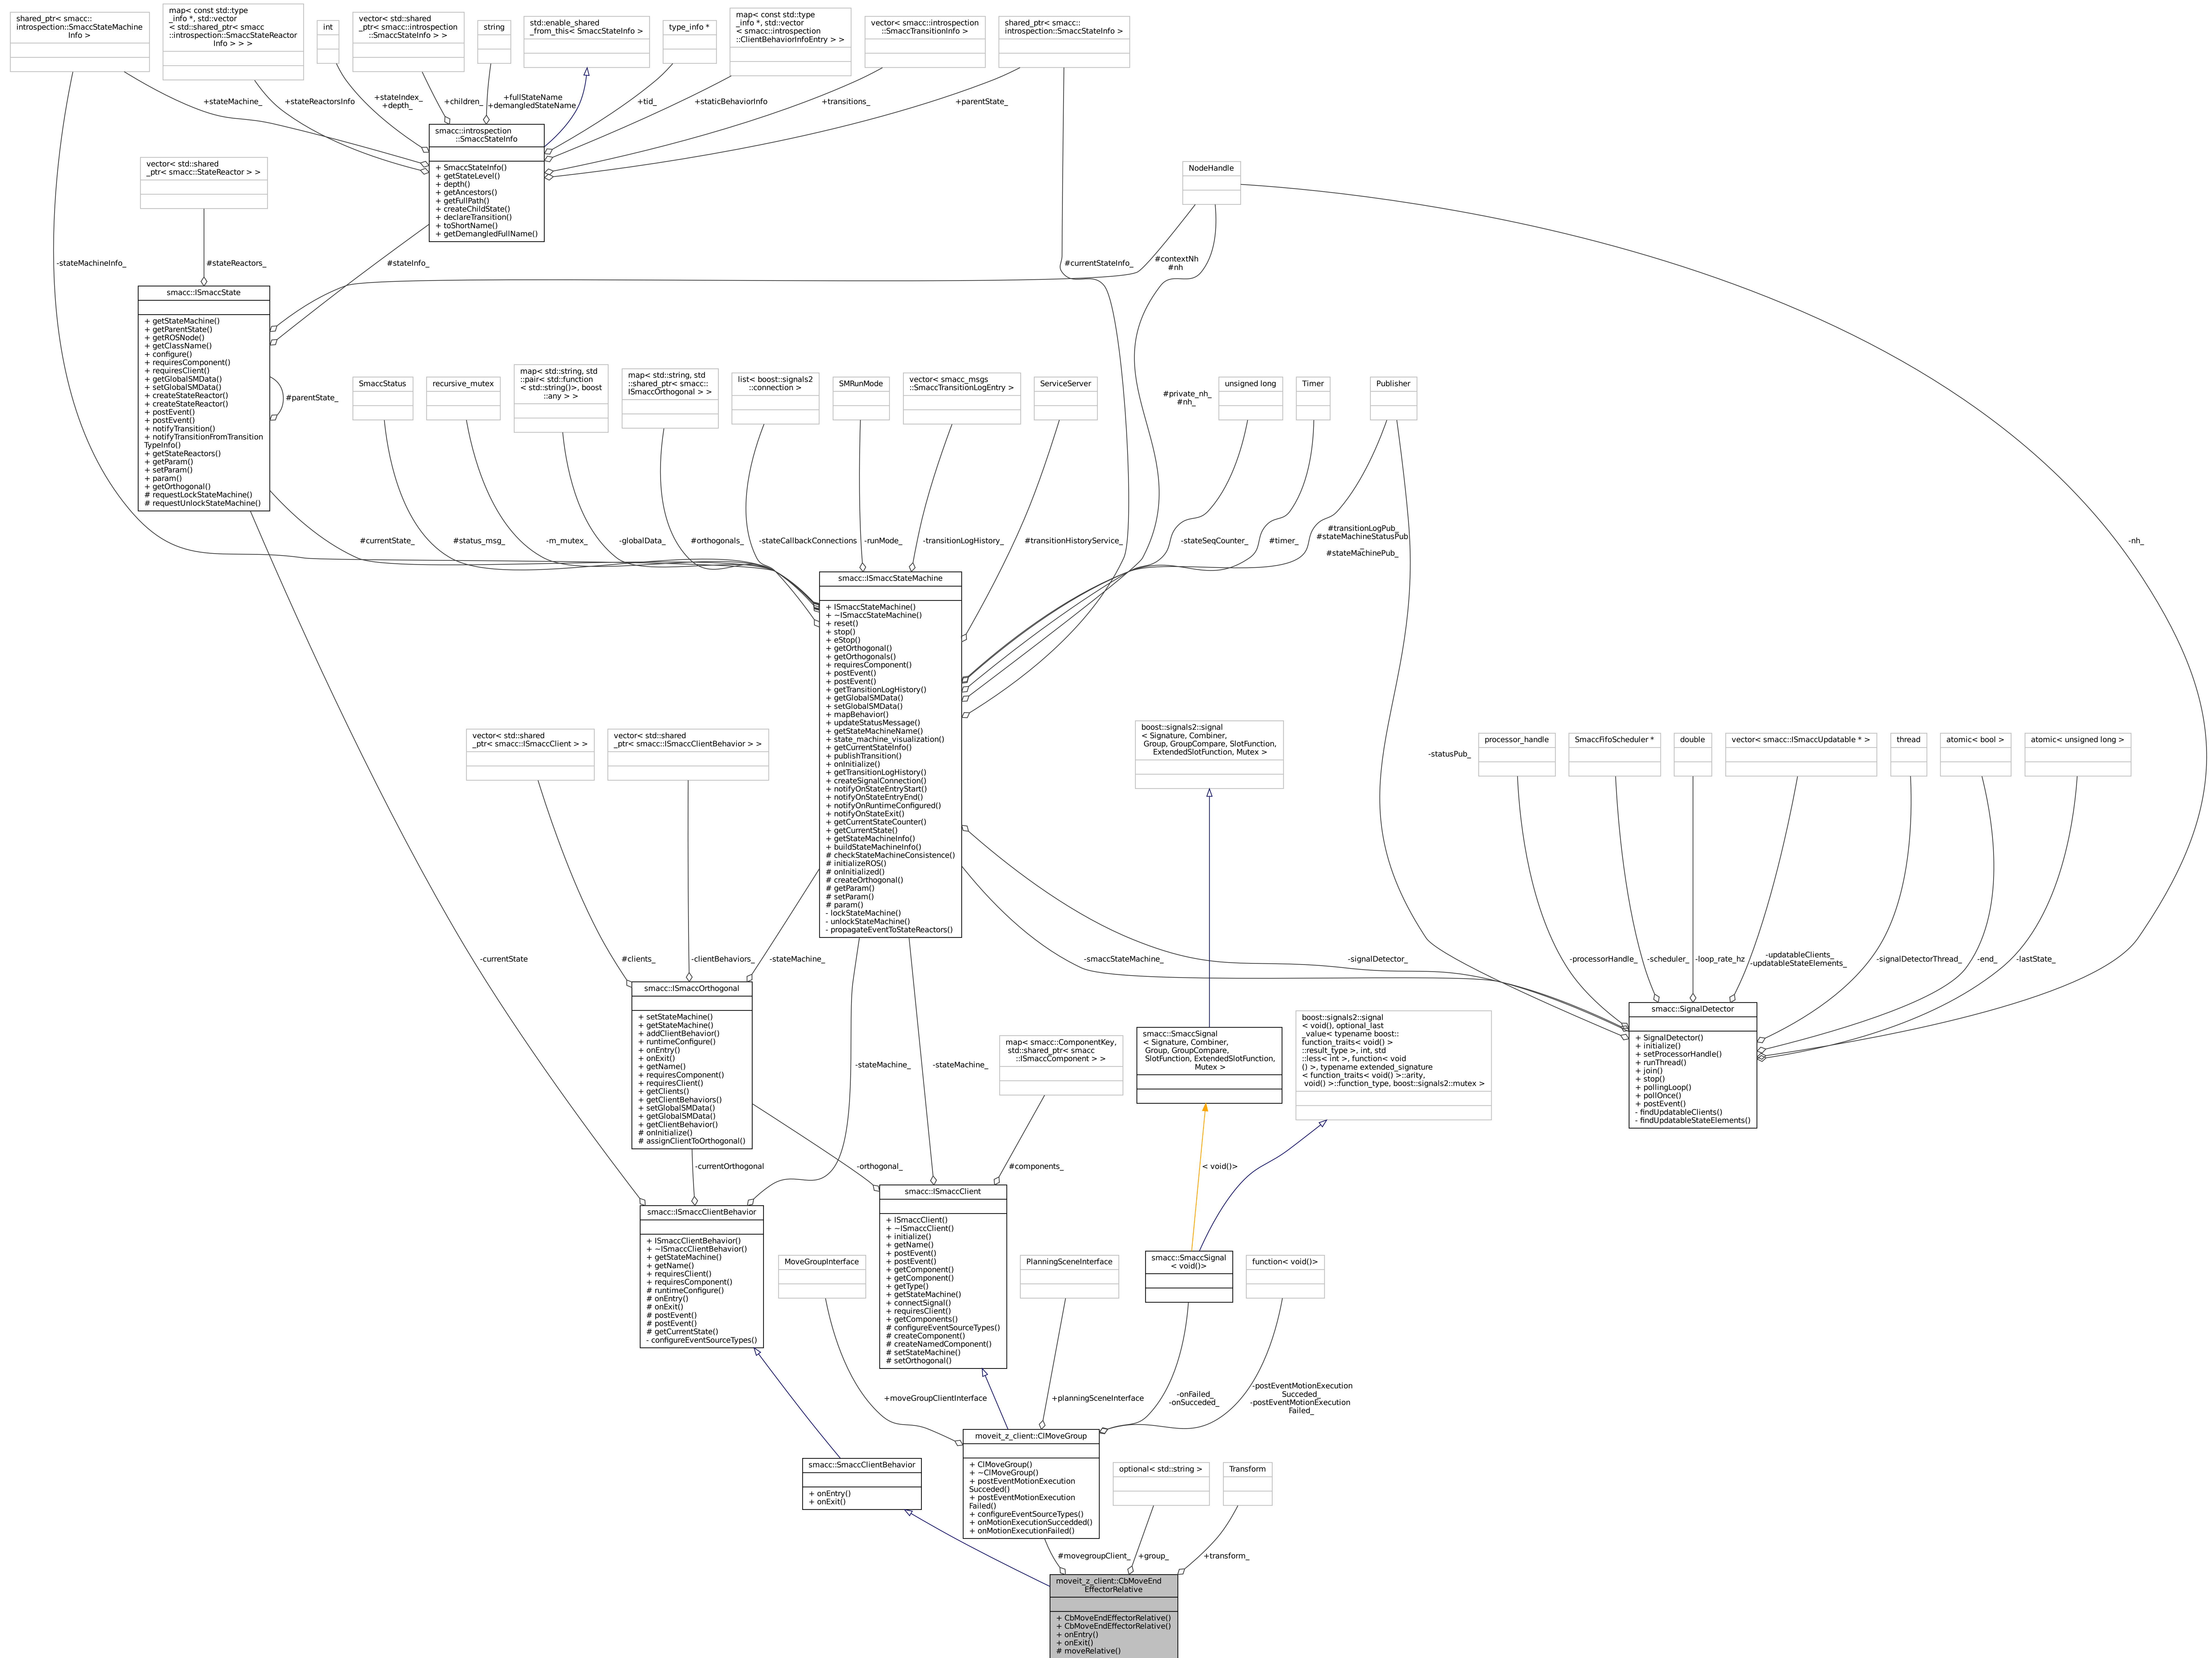 shared_ptr< smacc::
introspection::SmaccStateMachine
Info >
map< const std::type
_info *, std::vector
< std::shared_ptr< smacc
::introspection::SmaccStateReactor
Info > > >
int
vector< std::shared
_ptr< smacc::introspection
::SmaccStateInfo > >
string
std::enable_shared
_from_this< SmaccStateInfo >
type_info *
map< const std::type
_info *, std::vector
< smacc::introspection
::ClientBehaviorInfoEntry > >
vector< smacc::introspection
::SmaccTransitionInfo >
shared_ptr< smacc::
introspection::SmaccStateInfo >
+stateMachine_
+stateReactorsInfo
+stateIndex_
+depth_
+children_
+fullStateName
+demangledStateName
+tid_
+staticBehaviorInfo
+transitions_
+parentState_
smacc::introspection
::SmaccStateInfo
+ SmaccStateInfo()
+ getStateLevel()
+ depth()
+ getAncestors()
+ getFullPath()
+ createChildState()
+ declareTransition()
+ toShortName()
+ getDemangledFullName()
vector< std::shared
_ptr< smacc::StateReactor > >
NodeHandle
-stateMachineInfo_
#stateReactors_
#stateInfo_
#currentStateInfo_
#contextNh
#nh
smacc::ISmaccState
+ getStateMachine()
+ getParentState()
+ getROSNode()
+ getClassName()
+ configure()
+ requiresComponent()
+ requiresClient()
+ getGlobalSMData()
+ setGlobalSMData()
+ createStateReactor()
+ createStateReactor()
+ postEvent()
+ postEvent()
+ notifyTransition()
+ notifyTransitionFromTransition
TypeInfo()
+ getStateReactors()
+ getParam()
+ setParam()
+ param()
+ getOrthogonal()
# requestLockStateMachine()
# requestUnlockStateMachine()
#parentState_
SmaccStatus
recursive_mutex
map< std::string, std
::pair< std::function
< std::string()>, boost
::any > >
map< std::string, std
::shared_ptr< smacc::
ISmaccOrthogonal > >
list< boost::signals2
::connection >
SMRunMode
vector< smacc_msgs
::SmaccTransitionLogEntry >
ServiceServer
#private_nh_
#nh_
unsigned long
Timer
Publisher
#currentState_
#status_msg_
-m_mutex_
-globalData_
#orthogonals_
-stateCallbackConnections
-runMode_
-transitionLogHistory_
#transitionHistoryService_
-stateSeqCounter_
#timer_
#transitionLogPub_
#stateMachineStatusPub
_
#stateMachinePub_
-nh_
smacc::ISmaccStateMachine
+ ISmaccStateMachine()
+ ~ISmaccStateMachine()
+ reset()
+ stop()
+ eStop()
+ getOrthogonal()
+ getOrthogonals()
+ requiresComponent()
+ postEvent()
+ postEvent()
+ getTransitionLogHistory()
+ getGlobalSMData()
+ setGlobalSMData()
+ mapBehavior()
+ updateStatusMessage()
+ getStateMachineName()
+ state_machine_visualization()
+ getCurrentStateInfo()
+ publishTransition()
+ onInitialize()
+ getTransitionLogHistory()
+ createSignalConnection()
+ notifyOnStateEntryStart()
+ notifyOnStateEntryEnd()
+ notifyOnRuntimeConfigured()
+ notifyOnStateExit()
+ getCurrentStateCounter()
+ getCurrentState()
+ getStateMachineInfo()
+ buildStateMachineInfo()
# checkStateMachineConsistence()
# initializeROS()
# onInitialized()
# createOrthogonal()
# getParam()
# setParam()
# param()
- lockStateMachine()
- unlockStateMachine()
- propagateEventToStateReactors()
vector< std::shared
_ptr< smacc::ISmaccClient > >
vector< std::shared
_ptr< smacc::ISmaccClientBehavior > >
boost::signals2::signal
< Signature, Combiner,
Group, GroupCompare, SlotFunction,
ExtendedSlotFunction, Mutex >
-statusPub_
processor_handle
SmaccFifoScheduler *
double
vector< smacc::ISmaccUpdatable * >
thread
atomic< bool >
atomic< unsigned long >
-currentState
#clients_
-clientBehaviors_
-stateMachine_
-smaccStateMachine_
-signalDetector_
-processorHandle_
-scheduler_
-loop_rate_hz
-updatableClients_
-updatableStateElements_
-signalDetectorThread_
-end_
-lastState_
smacc::ISmaccOrthogonal
+ setStateMachine()
+ getStateMachine()
+ addClientBehavior()
+ runtimeConfigure()
+ onEntry()
+ onExit()
+ getName()
+ requiresComponent()
+ requiresClient()
+ getClients()
+ getClientBehaviors()
+ setGlobalSMData()
+ getGlobalSMData()
+ getClientBehavior()
# onInitialize()
# assignClientToOrthogonal()
-stateMachine_
-stateMachine_
map< smacc::ComponentKey,
std::shared_ptr< smacc
::ISmaccComponent > >
smacc::SmaccSignal
< Signature, Combiner,
Group, GroupCompare,
SlotFunction, ExtendedSlotFunction,
Mutex >
boost::signals2::signal
< void(), optional_last
_value< typename boost::
function_traits< void() >
::result_type >, int, std
::less< int >, function< void
() >, typename extended_signature
< function_traits< void() >::arity,
void() >::function_type, boost::signals2::mutex >
smacc::SignalDetector
+ SignalDetector()
+ initialize()
+ setProcessorHandle()
+ runThread()
+ join()
+ stop()
+ pollingLoop()
+ pollOnce()
+ postEvent()
- findUpdatableClients()
- findUpdatableStateElements()
-currentOrthogonal
-orthogonal_
#components_
< void()>
smacc::ISmaccClientBehavior
+ ISmaccClientBehavior()
+ ~ISmaccClientBehavior()
+ getStateMachine()
+ getName()
+ requiresClient()
+ requiresComponent()
# runtimeConfigure()
# onEntry()
# onExit()
# postEvent()
# postEvent()
# getCurrentState()
- configureEventSourceTypes()
smacc::ISmaccClient
+ ISmaccClient()
+ ~ISmaccClient()
+ initialize()
+ getName()
+ postEvent()
+ postEvent()
+ getComponent()
+ getComponent()
+ getType()
+ getStateMachine()
+ connectSignal()
+ requiresClient()
+ getComponents()
# configureEventSourceTypes()
# createComponent()
# createNamedComponent()
# setStateMachine()
# setOrthogonal()
MoveGroupInterface
PlanningSceneInterface
smacc::SmaccSignal
< void()>
function< void()>
+moveGroupClientInterface
+planningSceneInterface
-onFailed_
-onSucceded_
-postEventMotionExecution
Succeded_
-postEventMotionExecution
Failed_
smacc::SmaccClientBehavior
+ onEntry()
+ onExit()
moveit_z_client::ClMoveGroup
+ ClMoveGroup()
+ ~ClMoveGroup()
+ postEventMotionExecution
Succeded()
+ postEventMotionExecution
Failed()
+ configureEventSourceTypes()
+ onMotionExecutionSuccedded()
+ onMotionExecutionFailed()
optional< std::string >
Transform
#movegroupClient_
+group_
+transform_
moveit_z_client::CbMoveEnd
EffectorRelative
+ CbMoveEndEffectorRelative()
+ CbMoveEndEffectorRelative()
+ onEntry()
+ onExit()
# moveRelative()